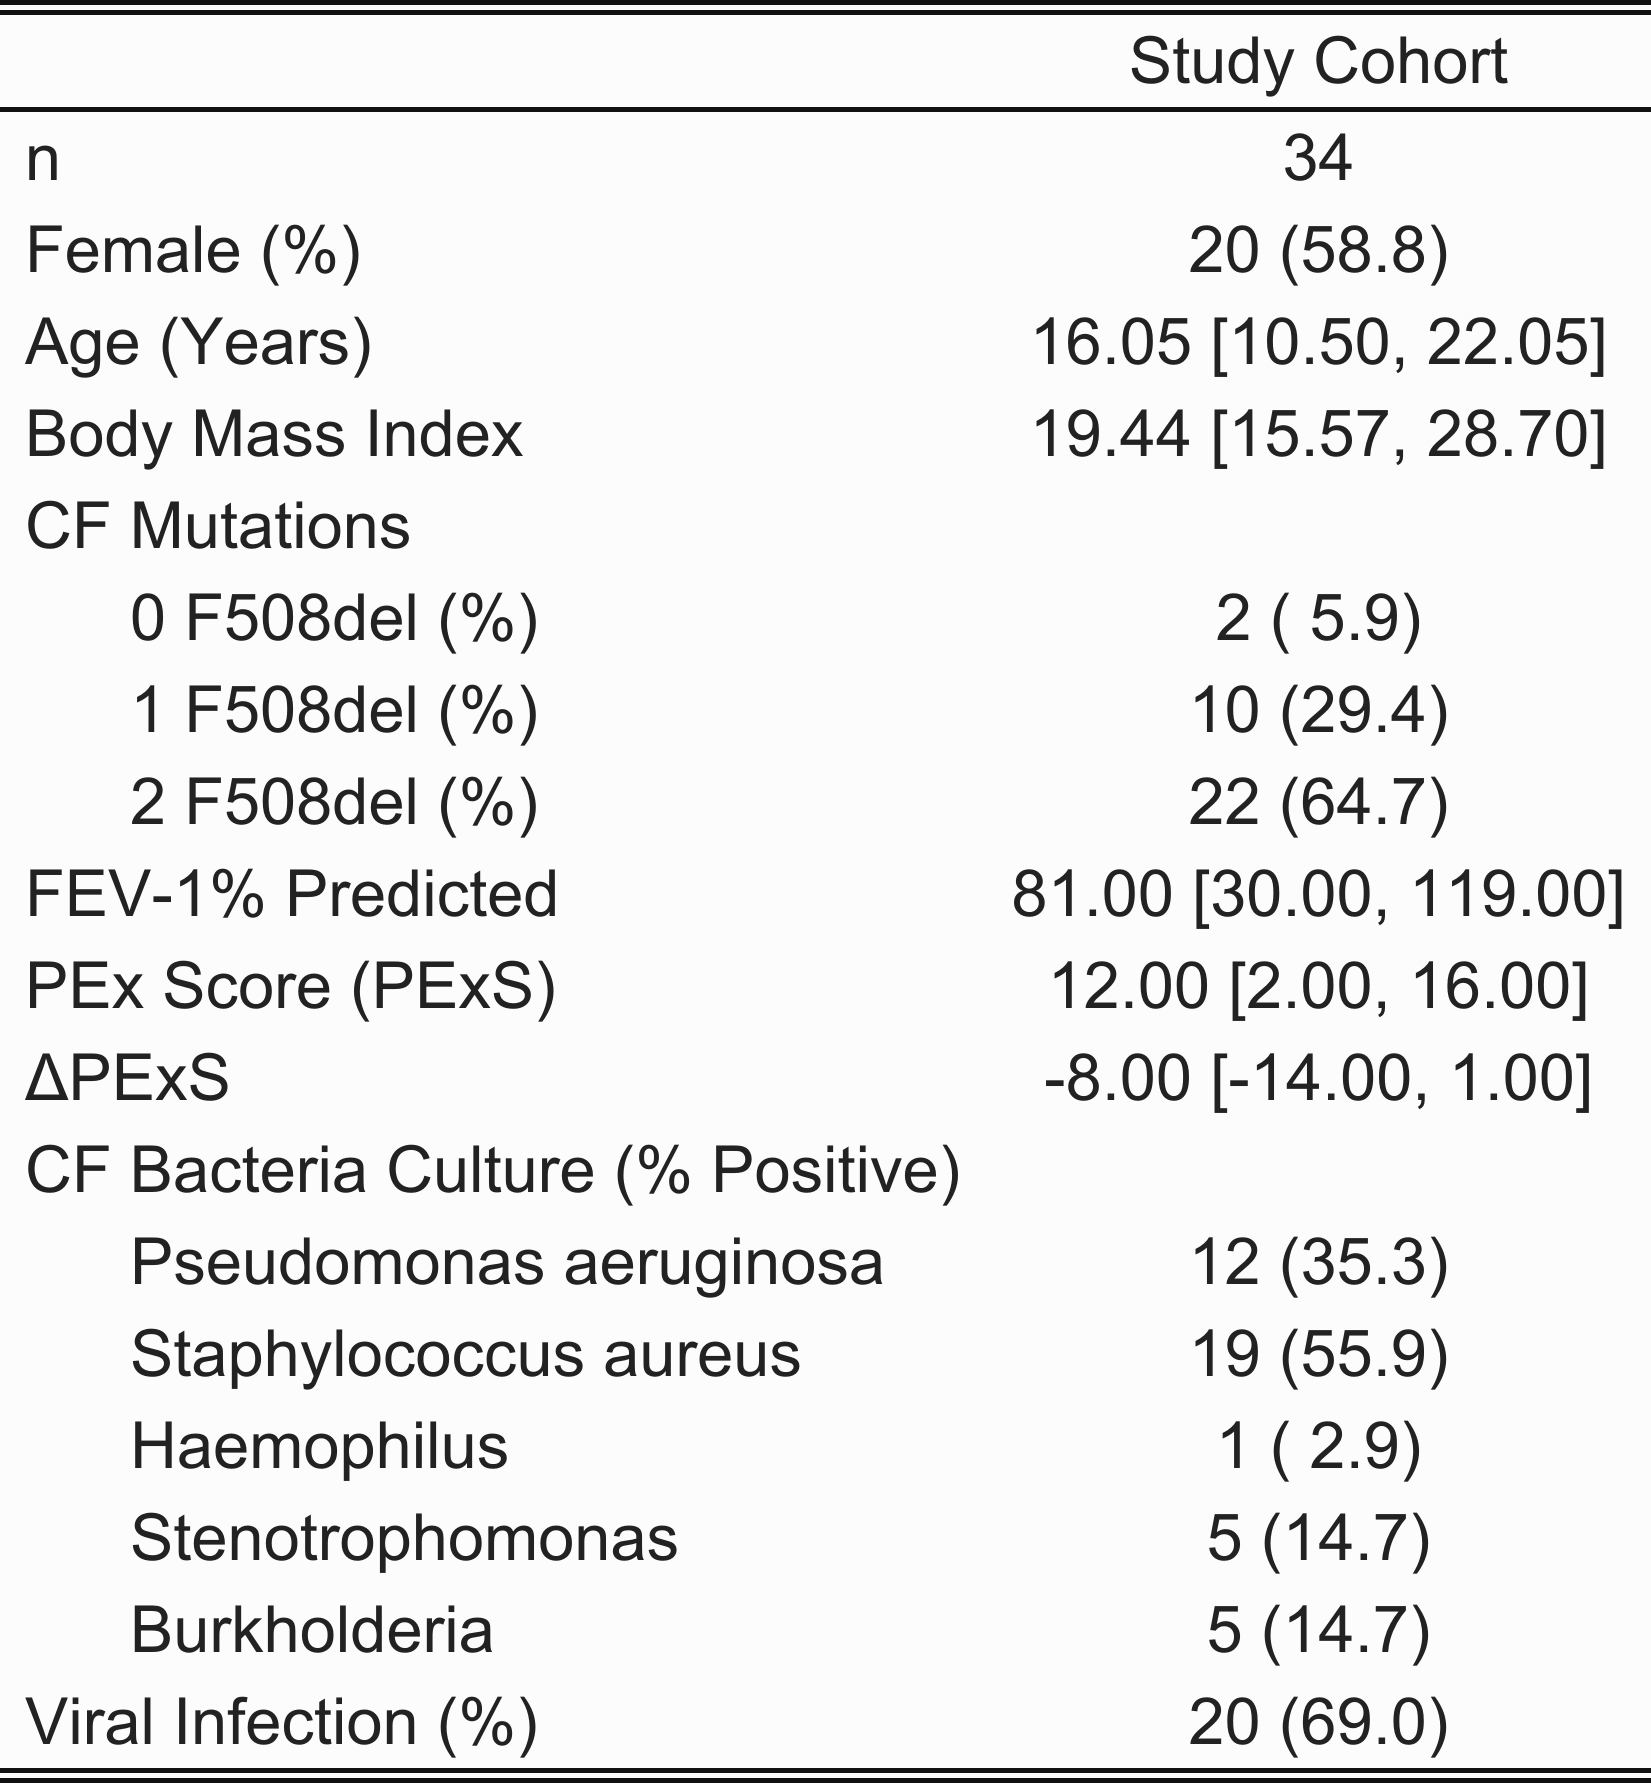 Study Cohort
n 34
Female (%) 20 (58.8)
Age (Years) 16.05 [10.50, 22.05]
Body Mass Index 19.44 [15.57, 28.70]
CF Mutations
0 F508del (%) 2 ( 5.9)
1 F508del (%) 10 (29.4)
2 F508del (%) 22 (64.7)
FEV-1% Predicted 81.00 [30.00, 119.00]
PEx Score (PExS) 12.00 [2.00, 16.00]
ΔPExS -8.00 [-14.00, 1.00]
CF Bacteria Culture (% Positive)
Pseudomonas aeruginosa 12 (35.3)
Staphylococcus aureus 19 (55.9)
Haemophilus 1 ( 2.9)
Stenotrophomonas 5 (14.7)
Burkholderia 5 (14.7)
Viral Infection (%) 20 (69.0)